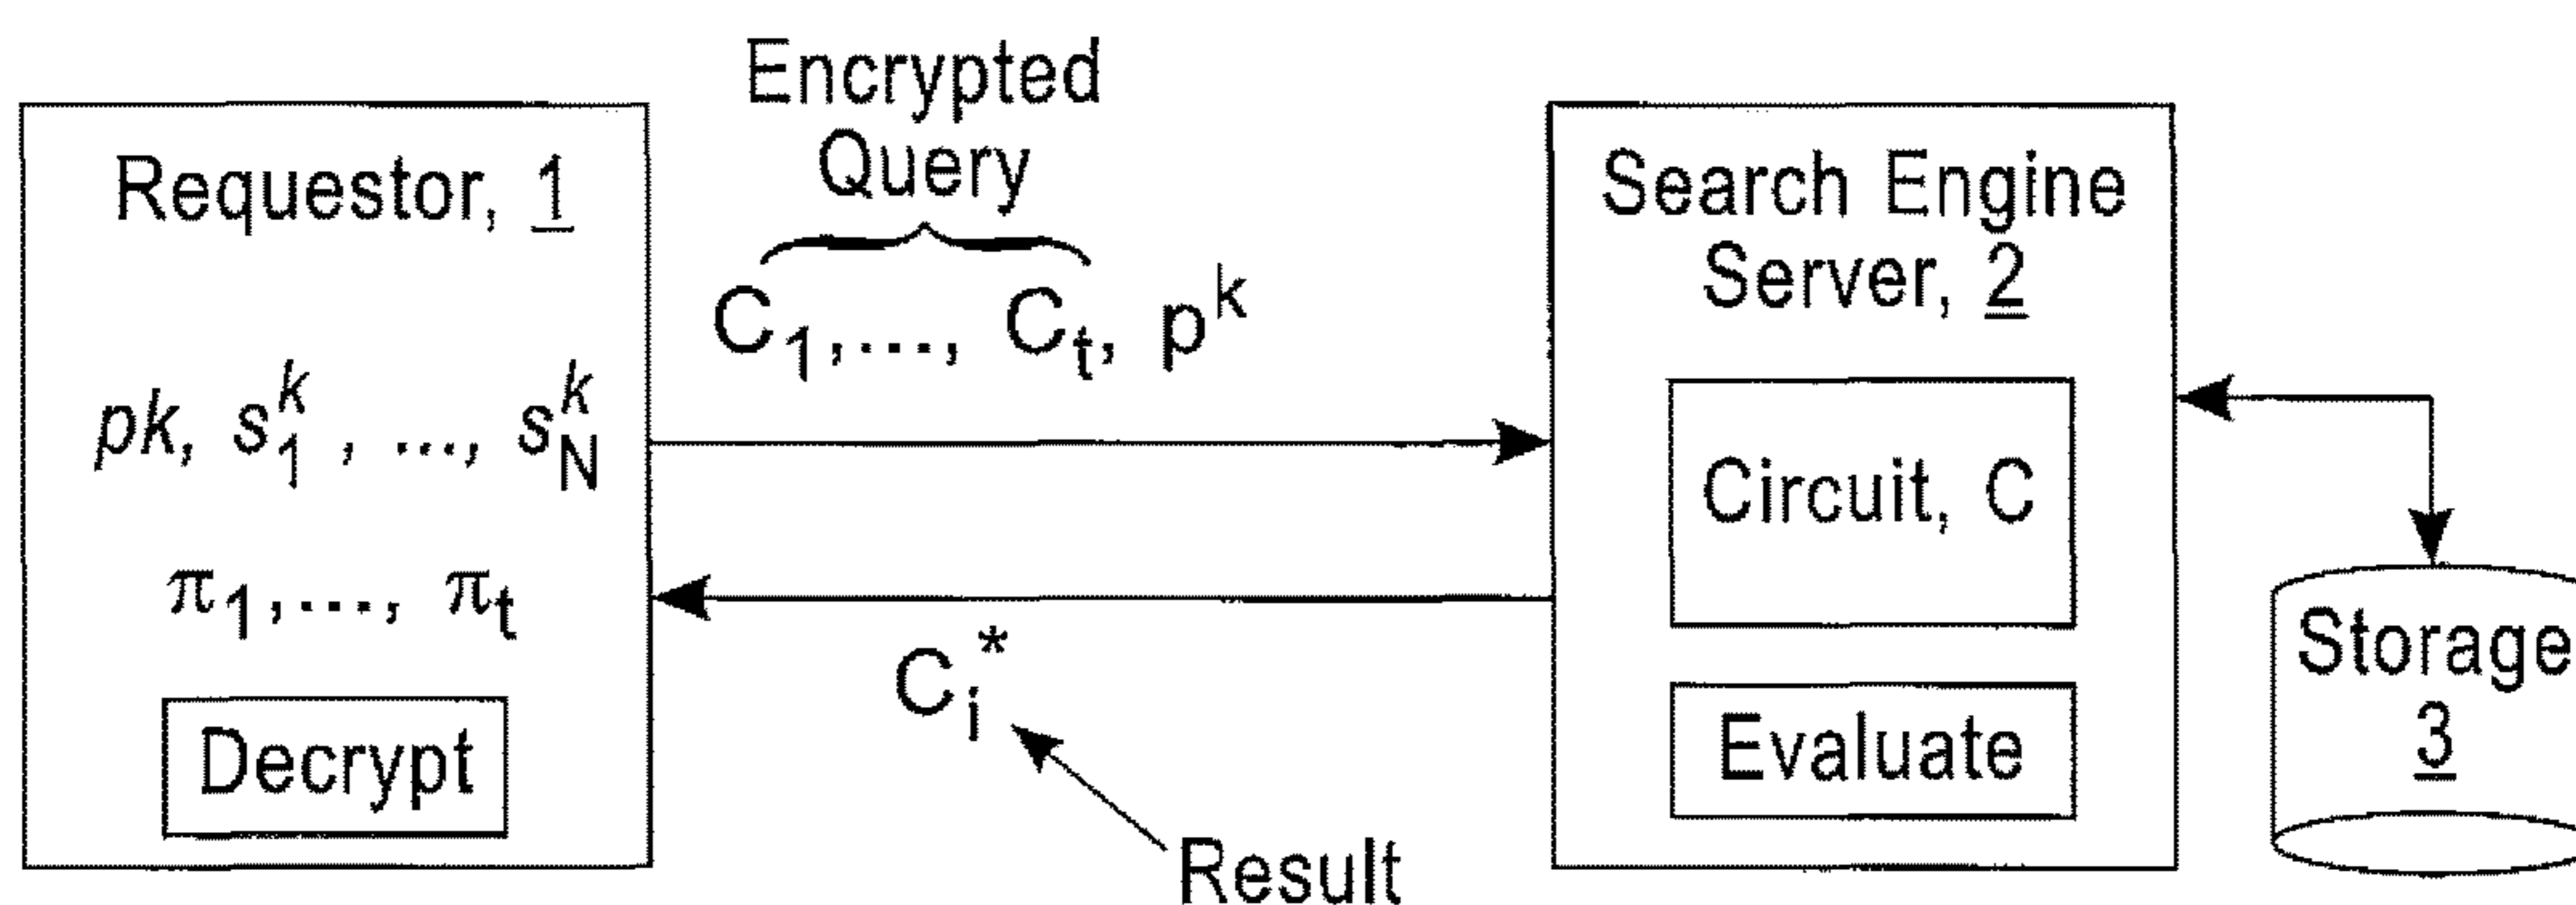 Encrypted
Query
C₁,..., Cₜ, pᵏ
Requestor, 1
pk, s₁ᵏ, ..., s_Nᵏ
π₁,..., πₜ
Decrypt
Cᵢ*
Result
Search Engine
Server, 2
Circuit, C
Evaluate
Storage
3